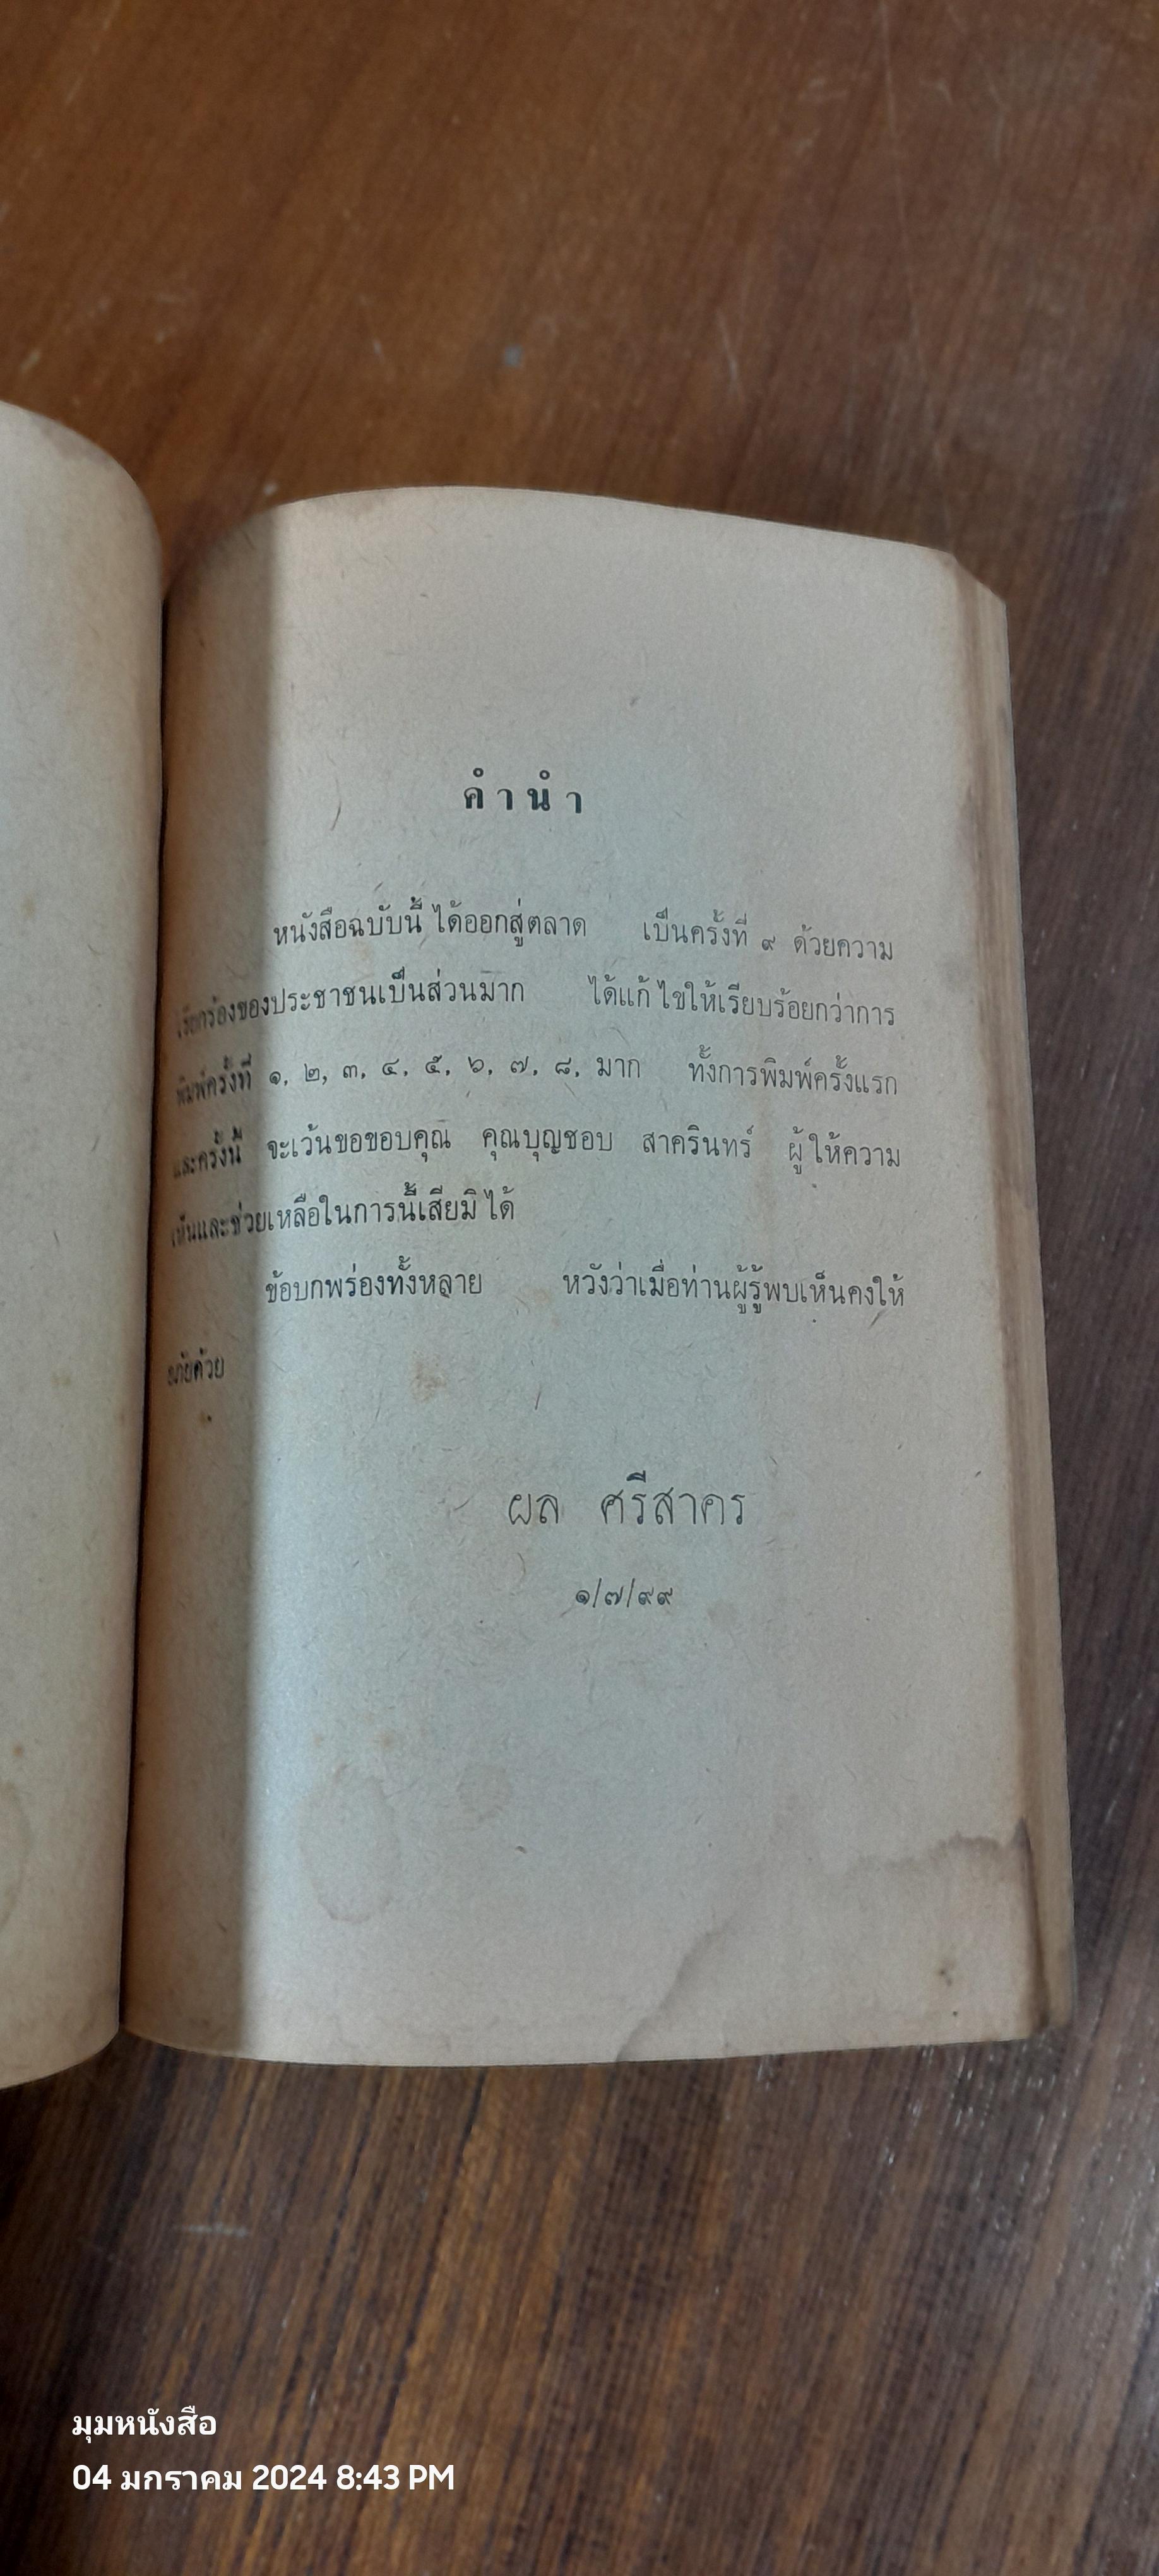 คำนำ
หนังสือฉบับนี้ ได้ออกสู่ตลาด เป็นครั้งที่ ๙ ด้วยความ
เรียกร้องของประชาชนเป็นส่วนมาก ได้แก้ไขให้เรียบร้อยกว่าการ
พิมพ์ครั้งที่ ๑, ๒, ๓, ๔, ๕, ๖, ๗, ๘, มาก ทั้งการพิมพ์ครั้งแรก
และครั้งนี้ จะเว้นขอขอบคุณ คุณบุญชอบ สาครินทร์ ผู้ให้ความ
เห็นและช่วยเหลือในการนี้เสียมิได้
ข้อบกพร่องทั้งหลาย หวังว่าเมื่อท่านผู้รู้พบเห็นคงให้
อภัยด้วย
ผล ศรีสาคร
๑/๗/๙๙
มุมหนังสือ
04 มกราคม 2024 8:43 PM